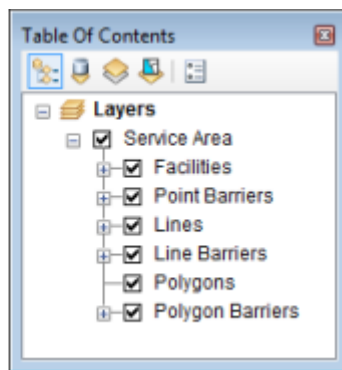 Table Of Contents
Layers
Service Area
Facilities
Point Barriers
Lines
Line Barriers
Polygons
Polygon Barriers